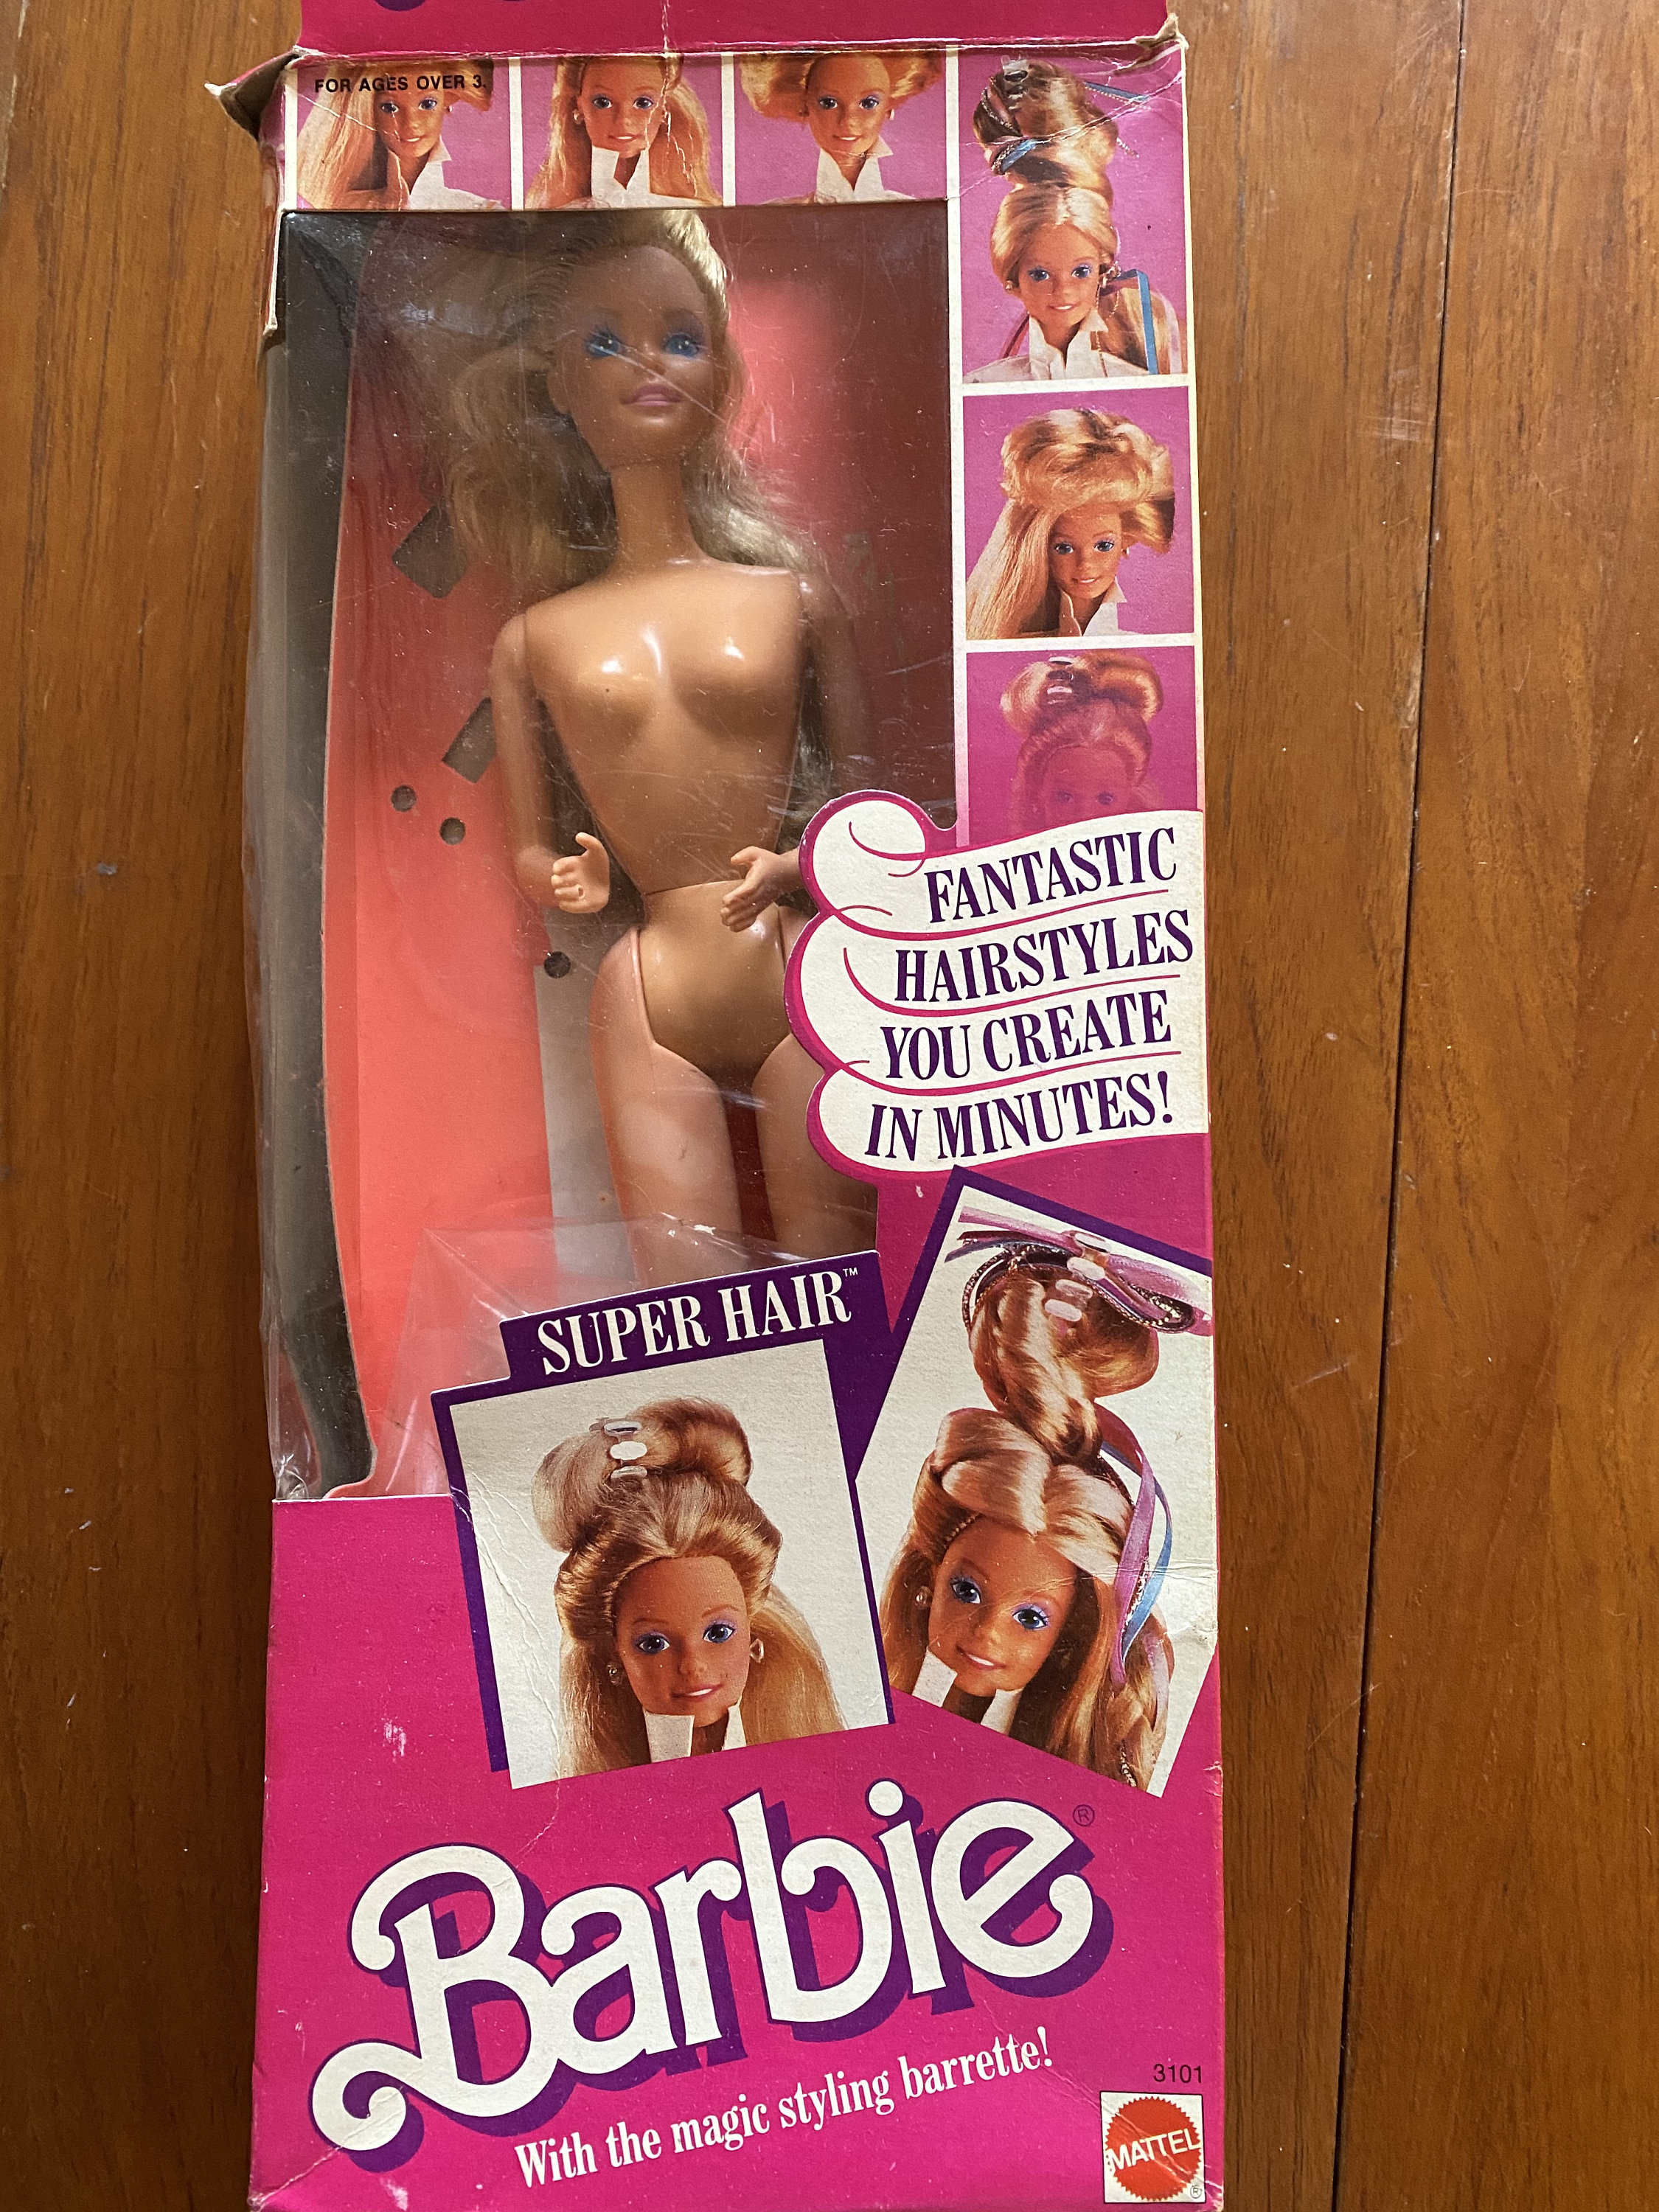 FOR AGES OVER 3.
FANTASTIC
HAIRSTYLES
YOU CREATE
IN MINUTES!
SUPER HAIR™
Barbie®
With the magic styling barrette!
3101
MATTEL®